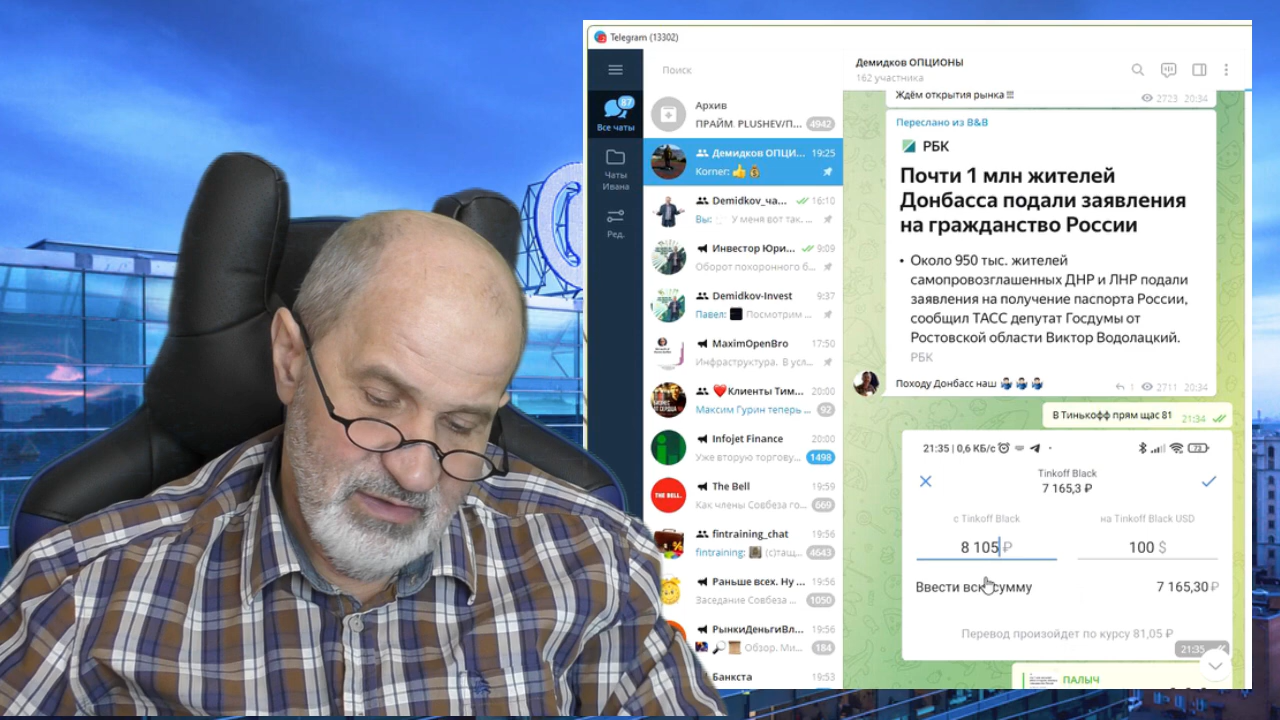 Telegram (13302)
Все чаты
87
Чаты
Ивана
Ред.
Поиск
Архив
ПРАЙМ. PLUSHEV/П... 4942
Демидков ОПЦИ... 19:25
Korner: 👍💰
Demidkov_ча... 16:10
Вы: У меня вот так. ...
Инвестор Юри... 9:09
Оборот похоронного б...
Demidkov-Invest 9:37
Павел: Посмотрим ...
MaximOpenBro 17:50
Инфраструктура. В усл...
❤️Клиенты Тим... 20:00
Максим Гурин теперь ... 92
Infojet Finance 20:00
Уже вторую торгову... 1498
THE BELL.
The Bell 19:59
Как члены Совбеза го... 669
fintraining_chat 19:56
fintraining: (с)тащ... 4643
Раньше всех. Ну ... 19:56
Заседание Совбеза ... 1050
РынкиДеньгиВл... 19:56
Обзор. Ми... 184
Банкста 19:53
Демидков ОПЦИОНЫ
162 участника
Ждём открытия рынка !!! 2723 20:34
Переслано из B&B
РБК
Почти 1 млн жителей
Донбасса подали заявления
на гражданство России
• Около 950 тыс. жителей
самопровозглашенных ДНР и ЛНР подали
заявления на получение паспорта России,
сообщил ТАСС депутат Госдумы от
Ростовской области Виктор Водолацкий.
РБК
Походу Донбасс наш 1 2711 20:34
В Тинькофф прям щас 81 21:34
21:35 | 0,6 КБ/с 73
Tinkoff Black
7 165,3 ₽
с Tinkoff Black на Tinkoff Black USD
8 105 ₽ 100 $
Ввести всю сумму 7 165,30 ₽
Перевод произойдет по курсу 81,05 ₽
21:35
ПАЛЫЧ